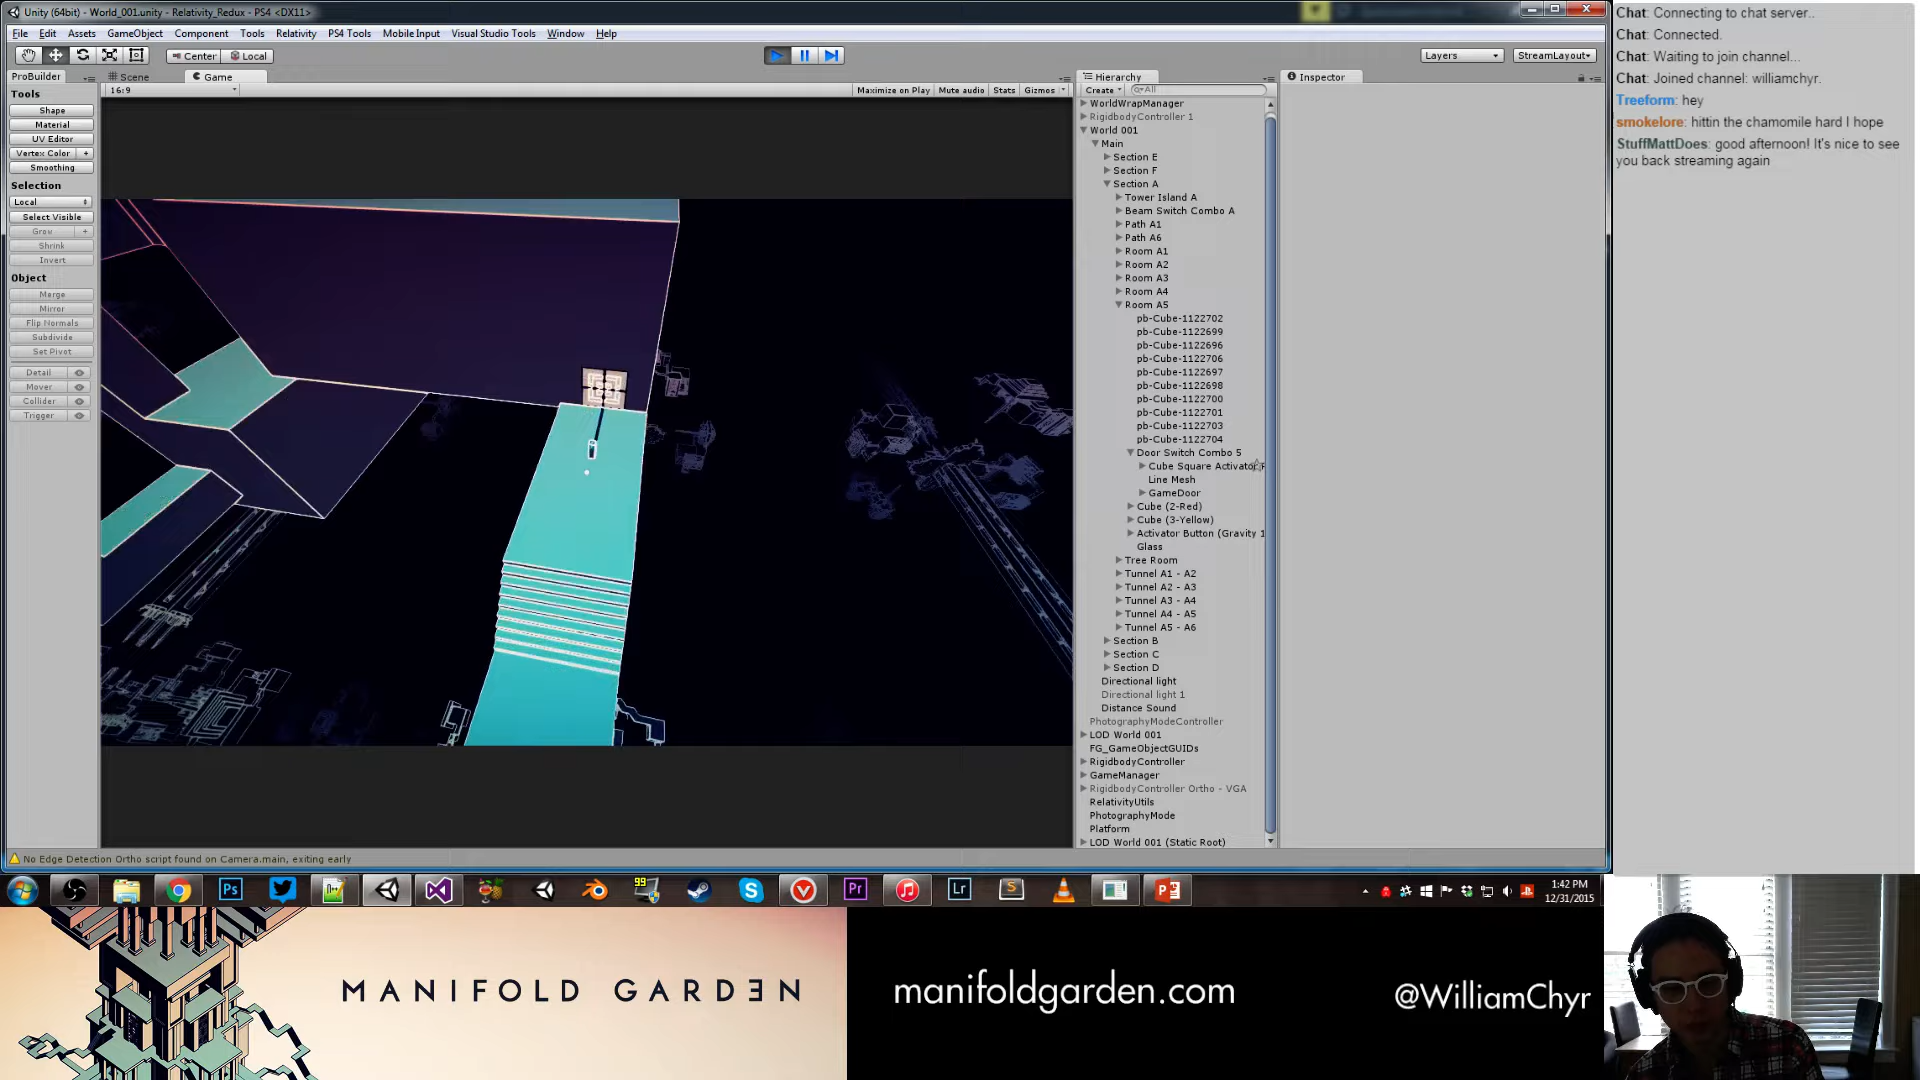 Unity (64bit) - World_001.unity - Relativity_Redux - PS4 <DX11>
File Edit Assets GameObject Component Tools Relativity PS4 Tools Mobile Input Visual Studio Tools Window Help
Center Local
Layers
StreamLayout
ProBuilder
Scene
Game
Hierarchy
Inspector
16:9
Maximize on Play Mute audio Stats Gizmos
Create
All
Tools
Shape
Material
UV Editor
Vertex Color +
Smoothing
Selection
Local
Select Visible
Grow +
Shrink
Invert
Object
Merge
Mirror
Flip Normals
Subdivide
Set Pivot
Detail
Mover
Collider
Trigger
WorldWrapManager
RigidbodyController 1
World 001
Main
Section E
Section F
Section A
Tower Island A
Beam Switch Combo A
Path A1
Path A6
Room A1
Room A2
Room A3
Room A4
Room A5
pb-Cube-1122702
pb-Cube-1122699
pb-Cube-1122696
pb-Cube-1122706
pb-Cube-1122697
pb-Cube-1122698
pb-Cube-1122700
pb-Cube-1122701
pb-Cube-1122703
pb-Cube-1122704
Door Switch Combo 5
Cube Square Activator
Line Mesh
GameDoor
Cube (2-Red)
Cube (3-Yellow)
Activator Button (Gravity 1
Glass
Tree Room
Tunnel A1 - A2
Tunnel A2 - A3
Tunnel A3 - A4
Tunnel A4 - A5
Tunnel A5 - A6
Section B
Section C
Section D
Directional light
Directional light 1
Distance Sound
PhotographyModeController
LOD World 001
FG_GameObjectGUIDs
RigidbodyController
GameManager
RigidbodyController Ortho - VGA
RelativityUtils
PhotographyMode
Platform
LOD World 001 (Static Root)
No Edge Detection Ortho script found on Camera.main, exiting early
Chat: Connecting to chat server..
Chat: Connected.
Chat: Waiting to join channel...
Chat: Joined channel: williamchyr.
Treeform: hey
smokelore: hittin the chamomile hard I hope
StuffMattDoes: good afternoon! It's nice to see
you back streaming again
Ps
99
Pr
Lr
S
1:42 PM
12/31/2015
MANIFOLD GARDEN
manifoldgarden.com
@WilliamChyr